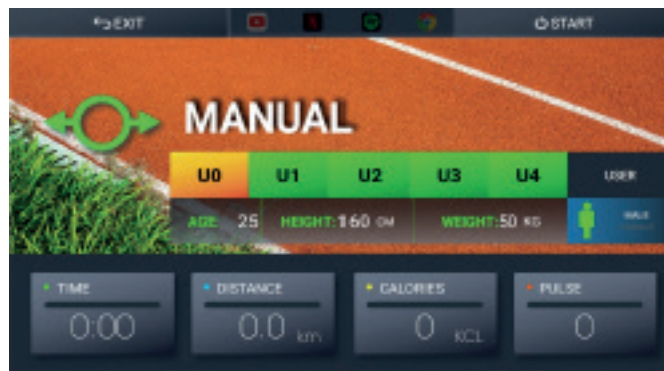 EXIT START
MANUAL
U0 U1 U2 U3 U4 USER
AGE: 25 HEIGHT:160 CM WEIGHT:50 KG MALE
TIME DISTANCE CALORIES PULSE
0:00 0.0 km 0 KCL 0